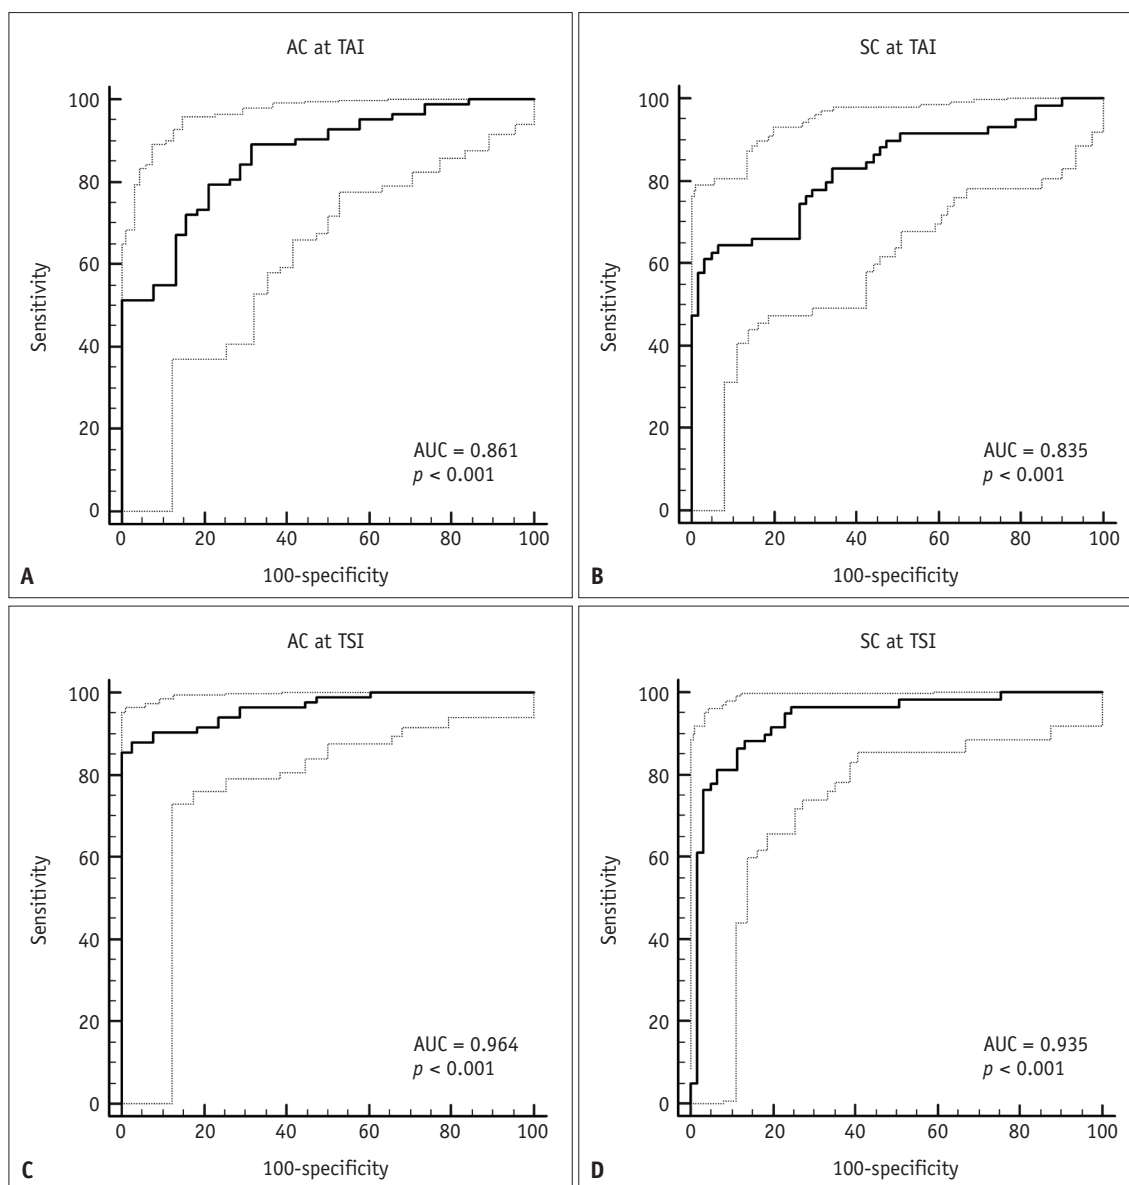 AC at TAI
100
80
60
40
20
0
Sensitivity
AUC = 0.861
p < 0.001
0 20 40 60 80 100
100-specificity
A
SC at TAI
100
80
60
40
20
0
Sensitivity
AUC = 0.835
p < 0.001
0 20 40 60 80 100
100-specificity
B
AC at TSI
100
80
60
40
20
0
Sensitivity
AUC = 0.964
p < 0.001
0 20 40 60 80 100
100-specificity
C
SC at TSI
100
80
60
40
20
0
Sensitivity
AUC = 0.935
p < 0.001
0 20 40 60 80 100
100-specificity
D